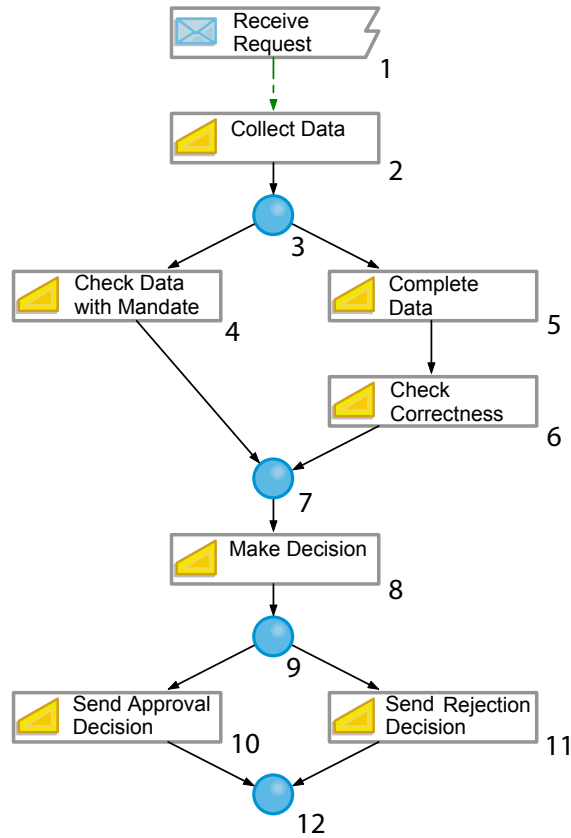 Receive
Request
1
Collect Data
2
3
Check Data
with Mandate
4
Complete
Data
5
Check
Correctness
6
7
Make Decision
8
9
Send Approval
Decision
10
Send Rejection
Decision
11
12